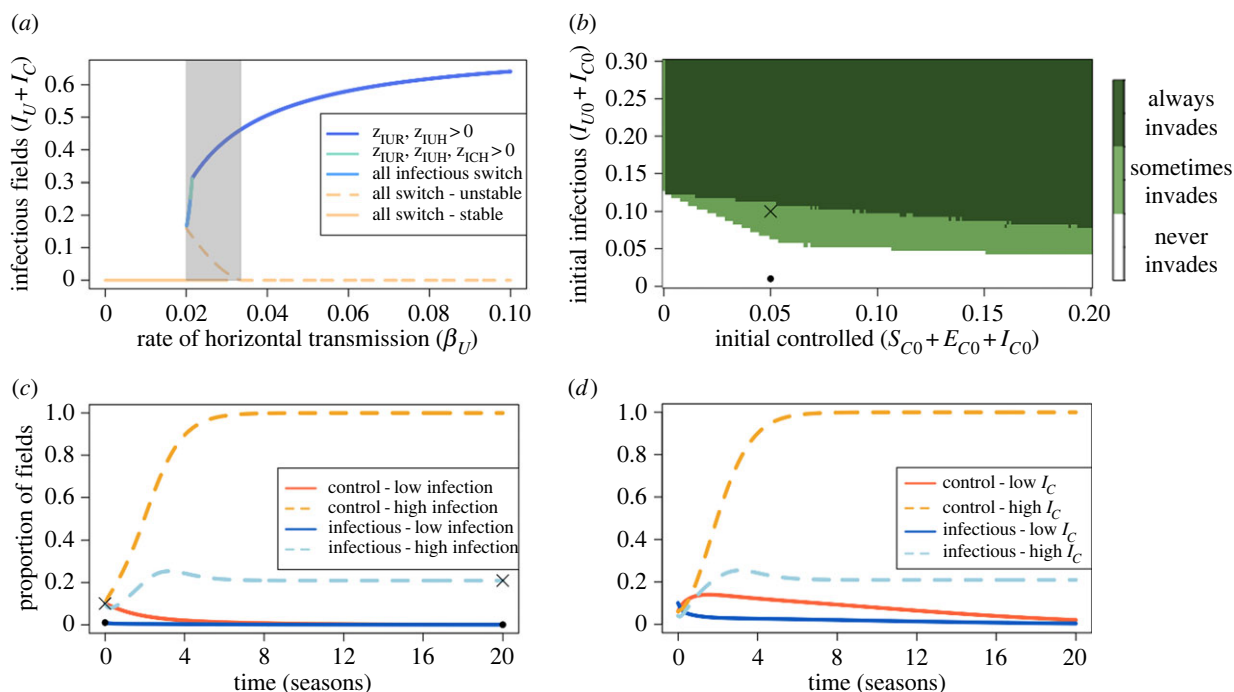 (a)
infectious fields (I_U + I_C)
0.6
0.5
0.4
0.3
0.2
0.1
0
z_IUR, z_IUH > 0
z_IUR, z_IUH, z_ICH > 0
all infectious switch
all switch - unstable
all switch - stable
0 0.02 0.04 0.06 0.08 0.10
rate of horizontal transmission (β_U)
(b)
initial infectious (I_U0 + I_C0)
0.30
0.25
0.20
0.15
0.10
0.05
0
0 0.05 0.10 0.15 0.20
initial controlled (S_C0 + E_C0 + I_C0)
always
invades
sometimes
invades
never
invades
(c)
proportion of fields
1.0
0.8
0.6
0.4
0.2
0
control - low infection
control - high infection
infectious - low infection
infectious - high infection
0 4 8 12 16 20
time (seasons)
(d)
1.0
0.8
0.6
0.4
0.2
0
control - low I_C
control - high I_C
infectious - low I_C
infectious - high I_C
0 4 8 12 16 20
time (seasons)